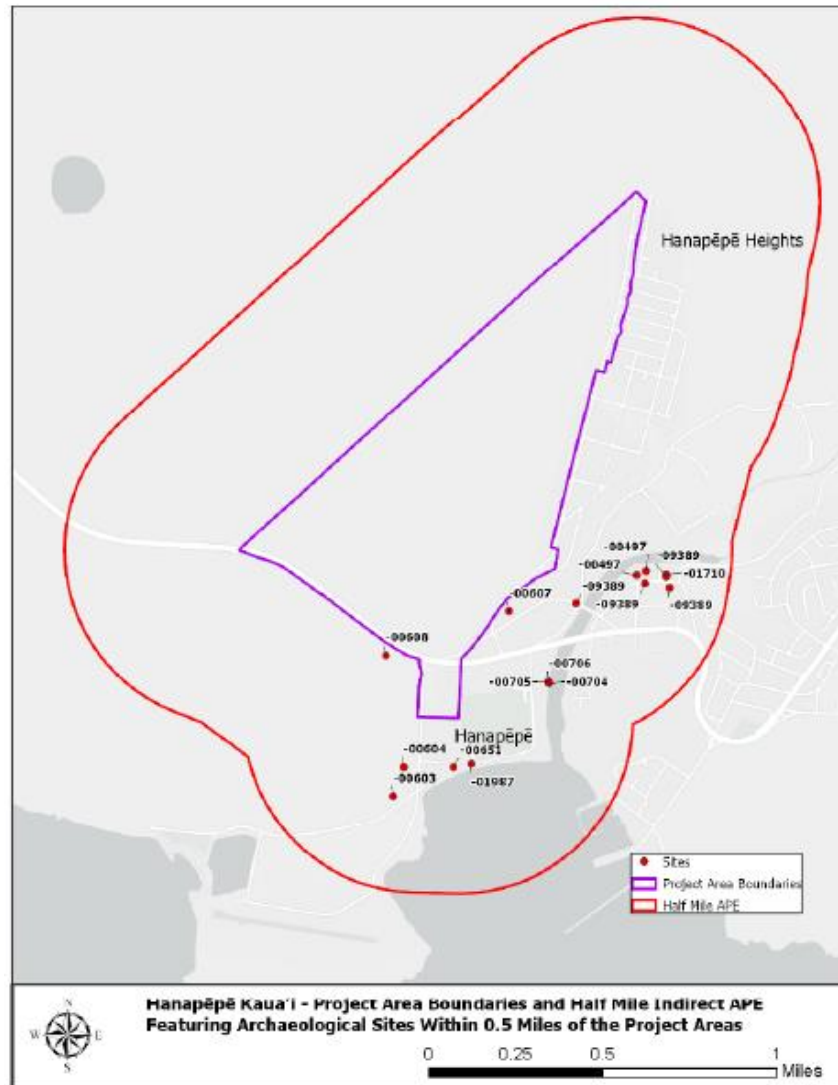 Hanapēpē Heights
-00497
-09389
-00497
-01710
-09389
-09389
-09389
-00607
-00608
-00706
-00705
-00704
Hanapēpē
-00604
-00651
-00603
-01987
Sites
Project Area Boundaries
Half Mile APE
N
W E
S
Hanapēpē Kaua'i - Project Area Boundaries and Half Mile Indirect APE
Featuring Archaeological Sites Within 0.5 Miles of the Project Areas
0 0.25 0.5 1
Miles